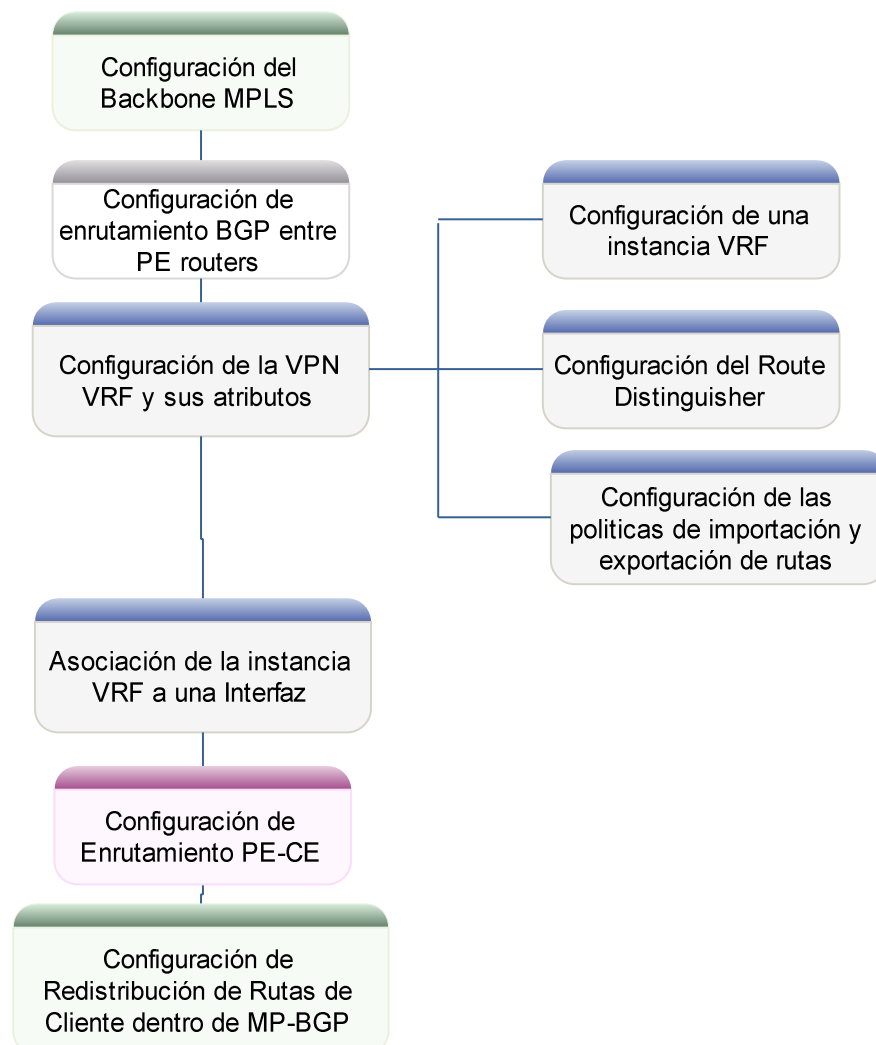 Configuración del
Backbone MPLS
Configuración de
enrutamiento BGP entre
PE routers
Configuración de la VPN
VRF y sus atributos
Configuración de una
instancia VRF
Configuración del Route
Distinguisher
Configuración de las
politicas de importación y
exportación de rutas
Asociación de la instancia
VRF a una Interfaz
Configuración de
Enrutamiento PE-CE
Configuración de
Redistribución de Rutas de
Cliente dentro de MP-BGP